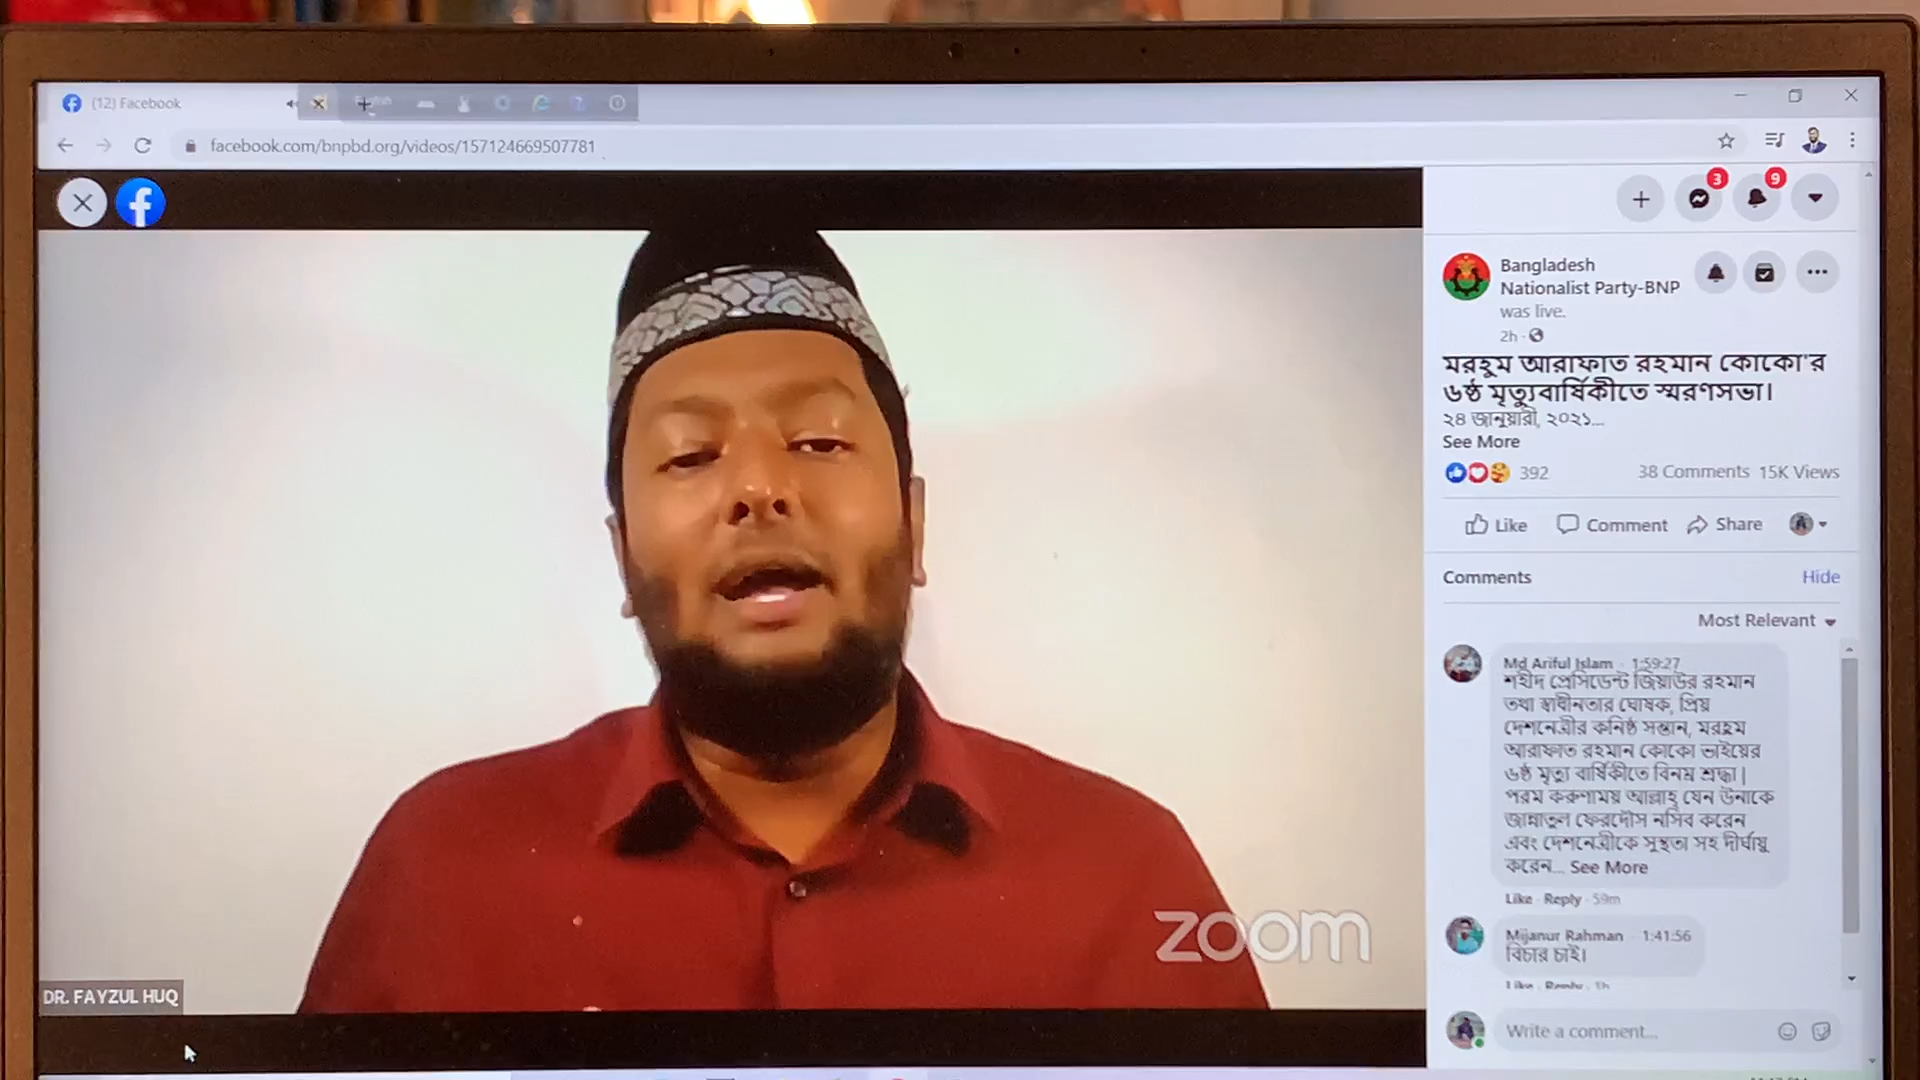 (12) Facebook
facebook.com/bnpbd.org/videos/157124669507781
3
9
Bangladesh
Nationalist Party-BNP
was live.
2h
মরহুম আরাফাত রহমান কোকো'র
৬ষ্ঠ মৃত্যুবার্ষিকীতে স্মরণসভা।
২৪ জানুয়ারী, ২০২১...
See More
392 38 Comments 15K Views
Like Comment Share
Comments Hide
Most Relevant
Md Ariful Islam · 1:59:27
শহীদ প্রেসিডেন্ট জিয়াউর রহমান
তথা স্বাধীনতার ঘোষক, প্রিয়
দেশনেত্রীর কনিষ্ঠ সন্তান, মরহুম
আরাফাত রহমান কোকো ভাইয়ের
৬ষ্ঠ মৃত্যু বার্ষিকীতে বিনম্র শ্রদ্ধা|
পরম করুণাময় আল্লাহ্ যেন উনাকে
জান্নাতুল ফেরদৌস নসিব করেন
এবং দেশনেত্রীকে সুস্থতা সহ দীর্ঘায়ু
করেন... See More
Like · Reply · 59m
Mijanur Rahman · 1:41:56
বিচার চাই।
Like · Reply · 1h
Write a comment...
zoom
DR. FAYZUL HUQ